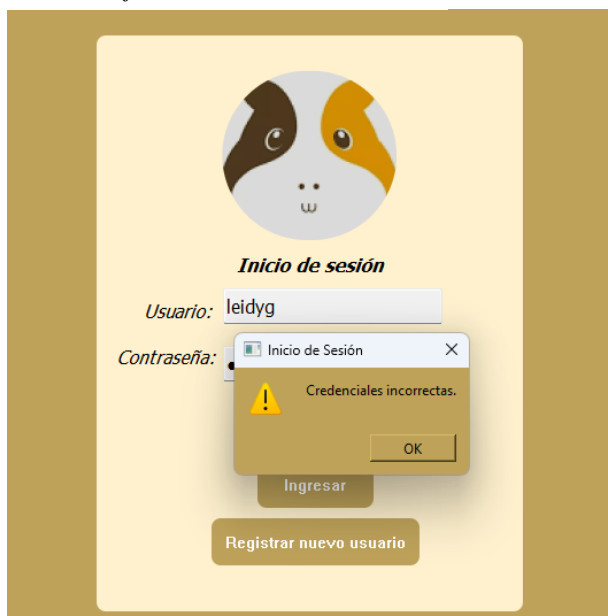 Inicio de sesión
Usuario: leidyg
Contraseña:
Inicio de Sesión
Credenciales incorrectas.
OK
Ingresar
Registrar nuevo usuario